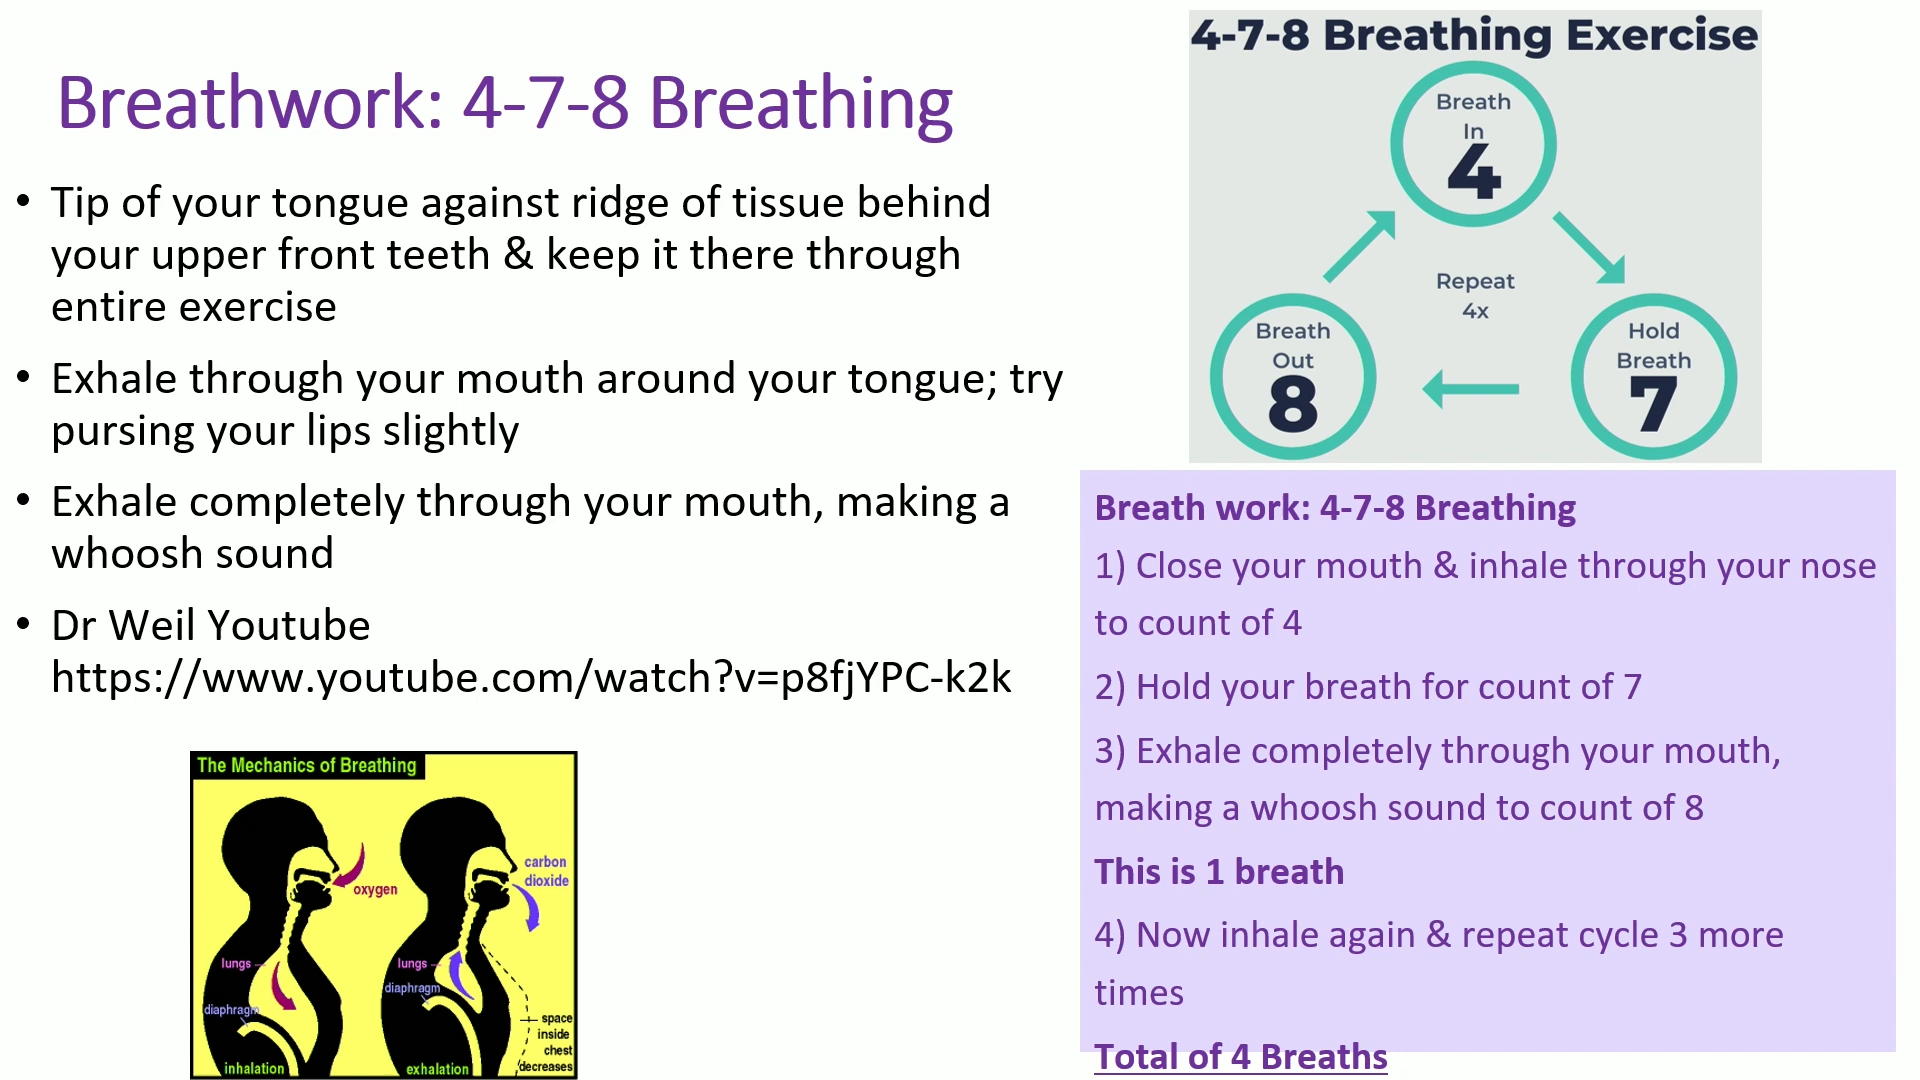 Breathwork: 4-7-8 Breathing
• Tip of your tongue against ridge of tissue behind
your upper front teeth & keep it there through
entire exercise
• Exhale through your mouth around your tongue; try
pursing your lips slightly
• Exhale completely through your mouth, making a
whoosh sound
• Dr Weil Youtube
https://www.youtube.com/watch?v=p8fjYPC-k2k
The Mechanics of Breathing
oxygen
lungs
diaphragm
inhalation
carbon
dioxide
lungs
diaphragm
space
inside
chest
decreases
exhalation
4-7-8 Breathing Exercise
Breath
In
4
Hold
Breath
7
Breath
Out
8
Repeat
4x
Breath work: 4-7-8 Breathing
1) Close your mouth & inhale through your nose
to count of 4
2) Hold your breath for count of 7
3) Exhale completely through your mouth,
making a whoosh sound to count of 8
This is 1 breath
4) Now inhale again & repeat cycle 3 more
times
Total of 4 Breaths